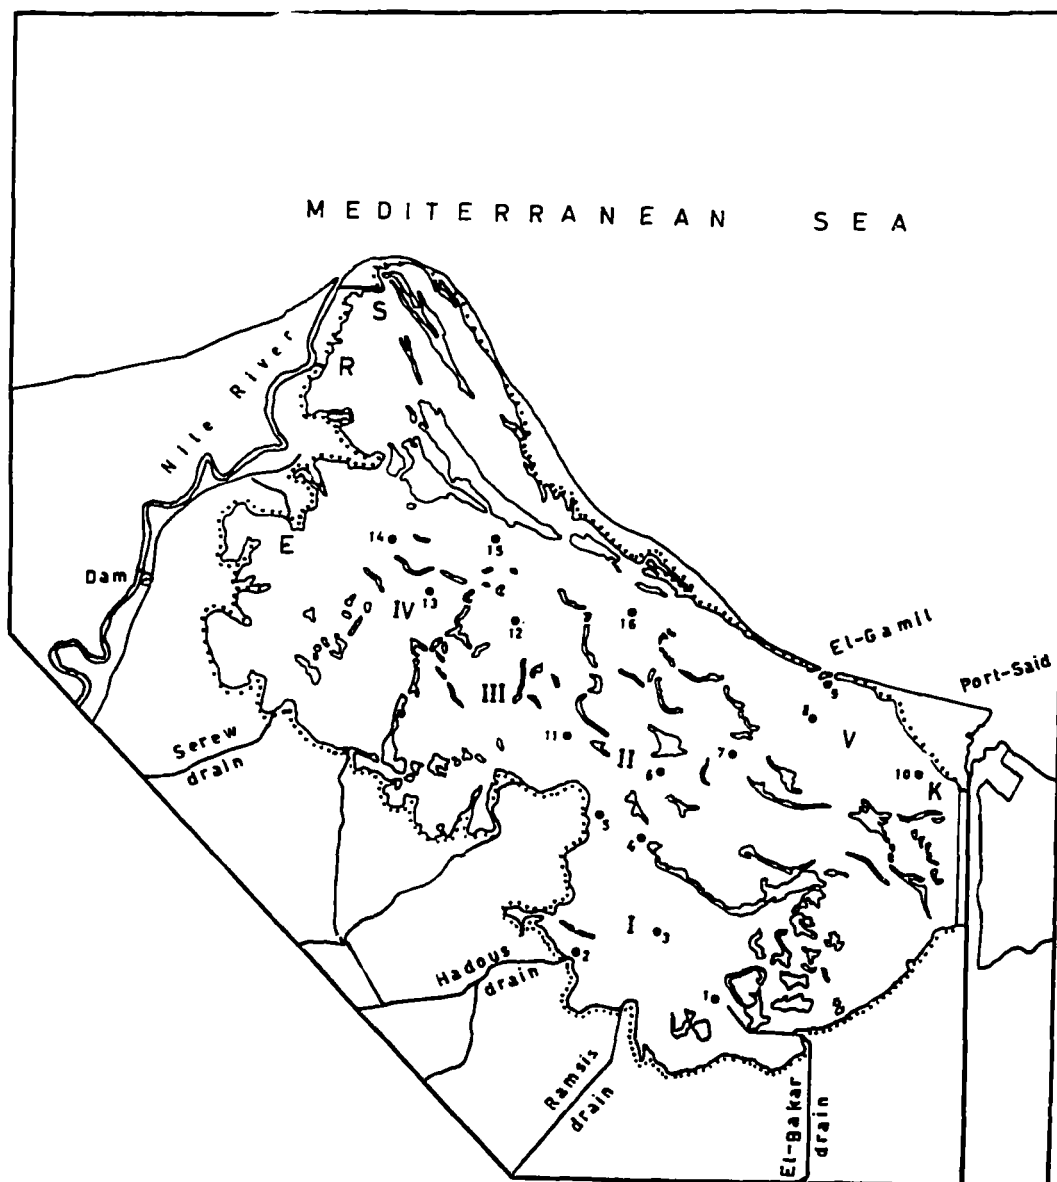 MEDITERRANEAN SEA
S
R
Nile River
E
14
15
Dam
13
IV
16
12
El-Gamil
Port-Said
9
III
8
V
Serew
drain
11
II
7
6
10
K
5
4
I
3
Hadous
drain
2
1
Ramsis
drain
El-Bakar
drain